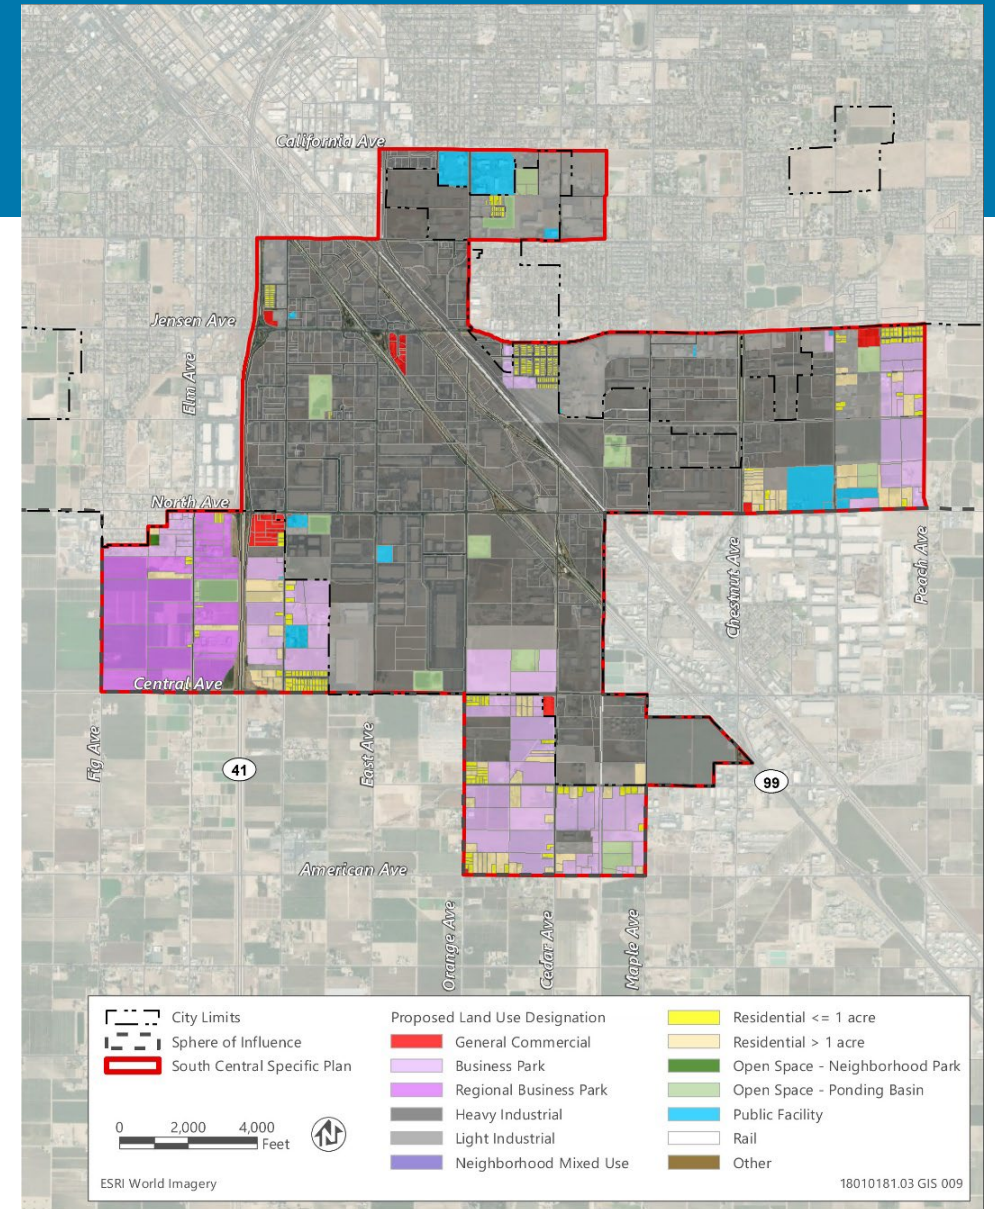 California Ave
Jensen Ave
Elm Ave
North Ave
Chestnut Ave
Peach Ave
Central Ave
Fig Ave
41
East Ave
99
American Ave
Orange Ave
Cedar Ave
Maple Ave
City Limits
Sphere of Influence
South Central Specific Plan
0 2,000 4,000
Feet
Proposed Land Use Designation
General Commercial
Business Park
Regional Business Park
Heavy Industrial
Light Industrial
Neighborhood Mixed Use
Residential <= 1 acre
Residential > 1 acre
Open Space - Neighborhood Park
Open Space - Ponding Basin
Public Facility
Rail
Other
N
ESRI World Imagery
18010181.03 GIS 009